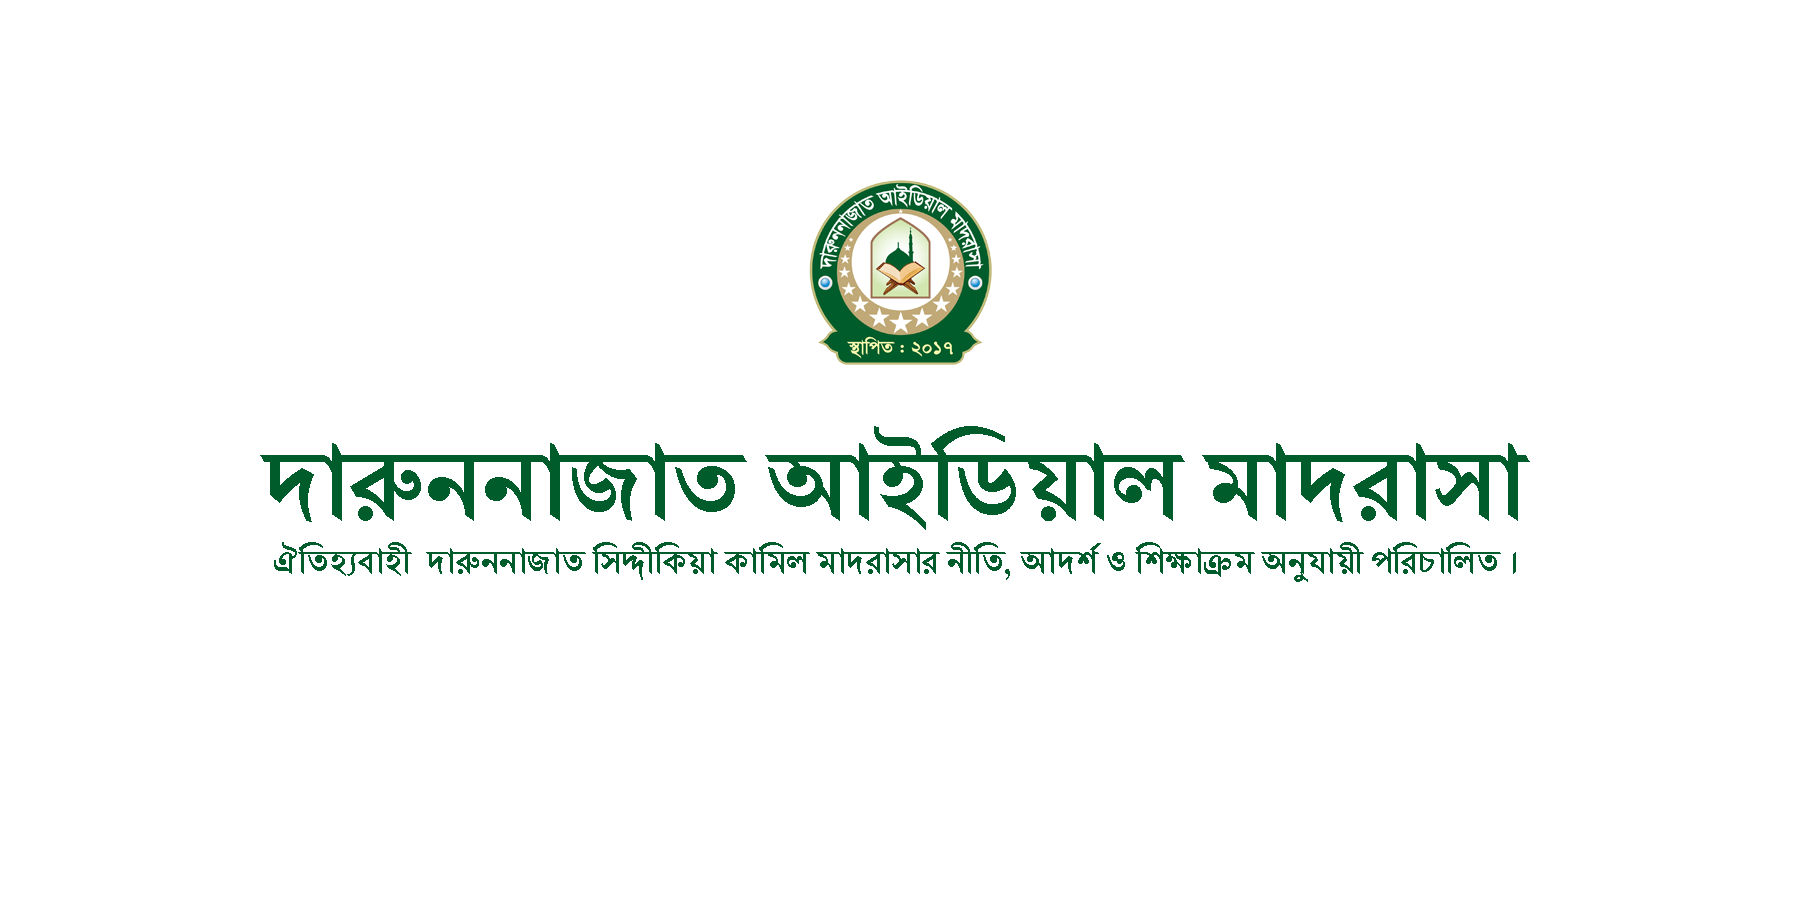 দারুননাজাত আইডিয়াল মাদরাসা
স্থাপিত : ২০১৭
দারুননাজাত আইডিয়াল মাদরাসা
ঐতিহ্যবাহী দারুননাজাত সিদ্দীকিয়া কামিল মাদরাসার নীতি, আদর্শ ও শিক্ষাক্রম অনুযায়ী পরিচালিত।